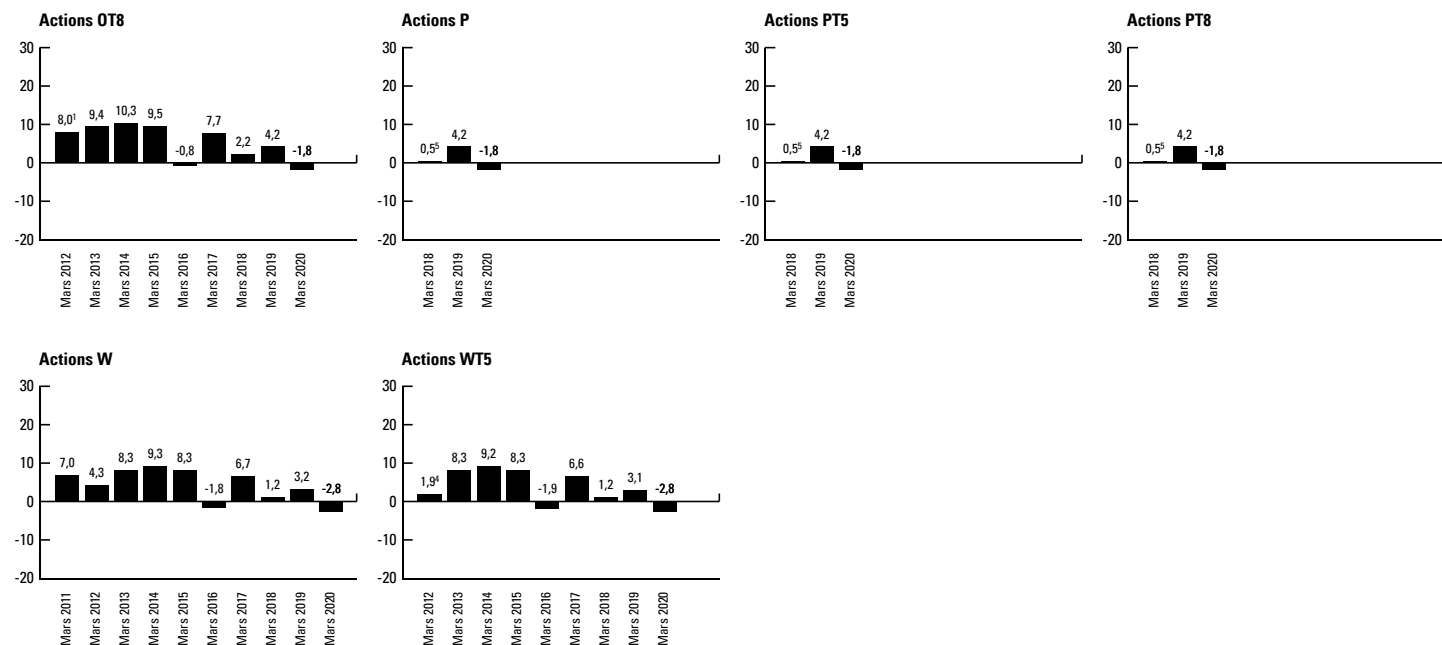 Actions OT8
30
20
10
0
-10
-20
8,0¹
9,4
10,3
9,5
-0,8
7,7
2,2
4,2
-1,8
Mars 2012
Mars 2013
Mars 2014
Mars 2015
Mars 2016
Mars 2017
Mars 2018
Mars 2019
Mars 2020
Actions P
30
20
10
0
-10
-20
0,5⁵
4,2
-1,8
Mars 2018
Mars 2019
Mars 2020
Actions PT5
30
20
10
0
-10
-20
0,5⁵
4,2
-1,8
Mars 2018
Mars 2019
Mars 2020
Actions PT8
30
20
10
0
-10
-20
0,5⁵
4,2
-1,8
Mars 2018
Mars 2019
Mars 2020
Actions W
30
20
10
0
-10
-20
7,0
4,3
8,3
9,3
8,3
-1,8
6,7
1,2
3,2
-2,8
Mars 2011
Mars 2012
Mars 2013
Mars 2014
Mars 2015
Mars 2016
Mars 2017
Mars 2018
Mars 2019
Mars 2020
Actions WT5
30
20
10
0
-10
-20
1,9⁴
8,3
9,2
8,3
-1,9
6,6
1,2
3,1
-2,8
Mars 2012
Mars 2013
Mars 2014
Mars 2015
Mars 2016
Mars 2017
Mars 2018
Mars 2019
Mars 2020